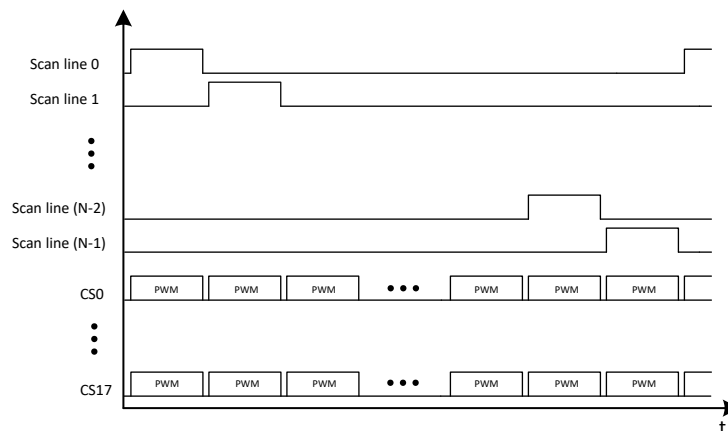 Scan line 0
Scan line 1
Scan line (N-2)
Scan line (N-1)
CS0 PWM PWM PWM PWM PWM PWM
CS17 PWM PWM PWM PWM PWM PWM
t